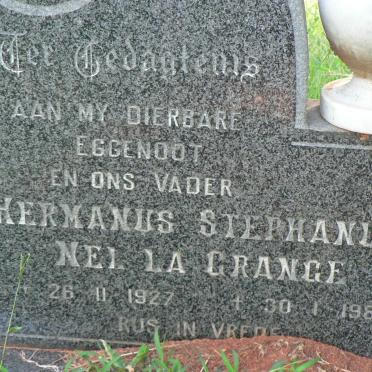 Ter Gedagtenis
AAN MY DIERBARE
EGGENOOT
EN ONS VADER
HERMANUS STEPHANU
NEL LA GRANGE
26 11 1927 + 30 1 198
RUS IN VREDE